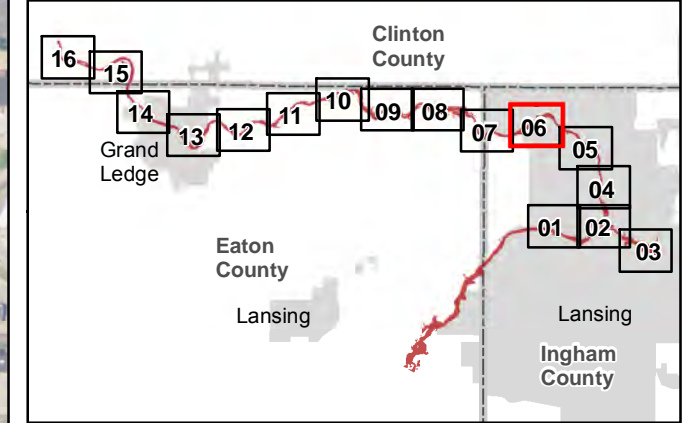 Clinton
County
16
15
14
13
12
11
10
09
08
07
06
05
04
01
02
03
Grand
Ledge
Eaton
County
Lansing
Lansing
Ingham
County